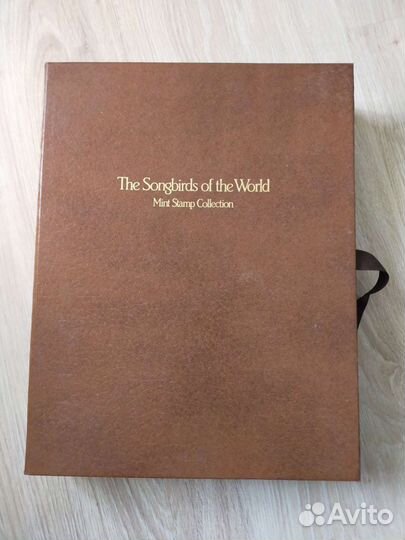 The Songbirds of the World
Mint Stamp Collection
Avito